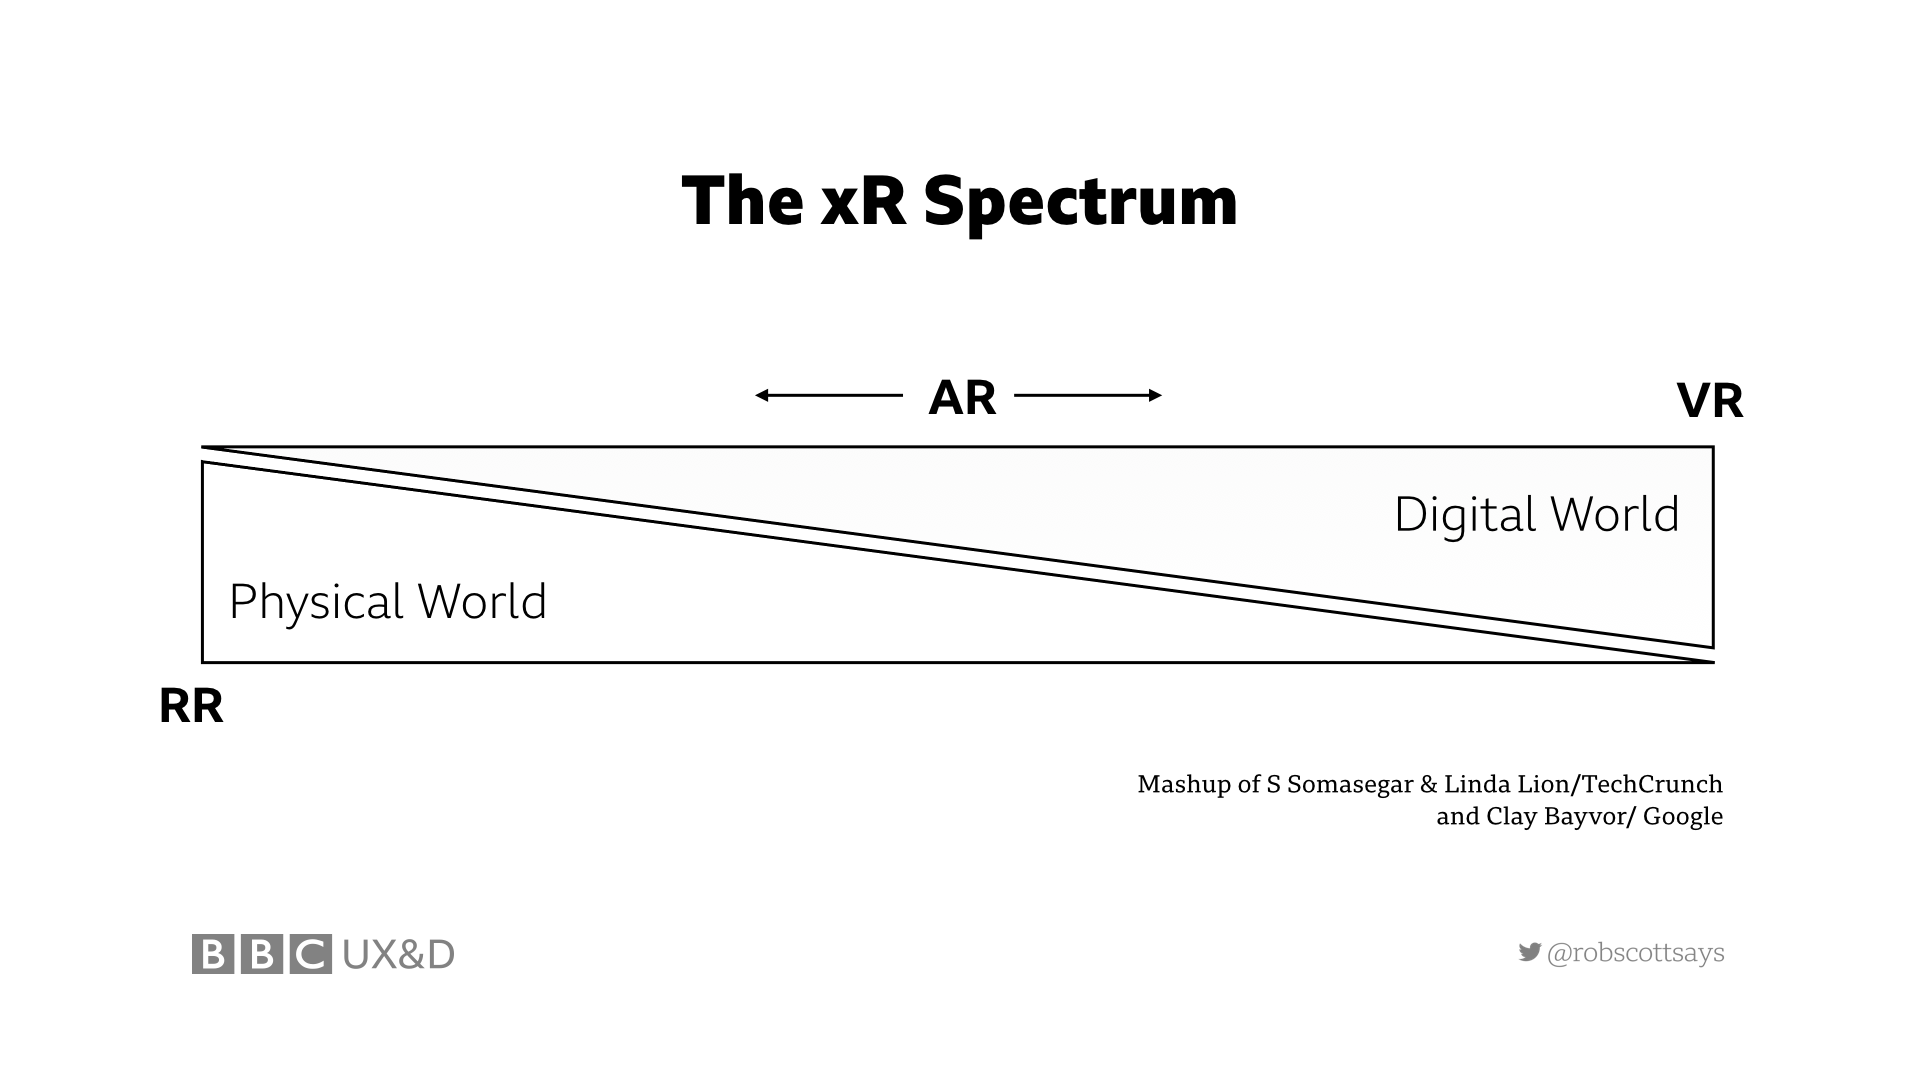 The xR Spectrum
AR
VR
Digital World
Physical World
RR
Mashup of S Somasegar & Linda Lion/TechCrunch
and Clay Bayvor/ Google
BBC UX&D
@robscottsays